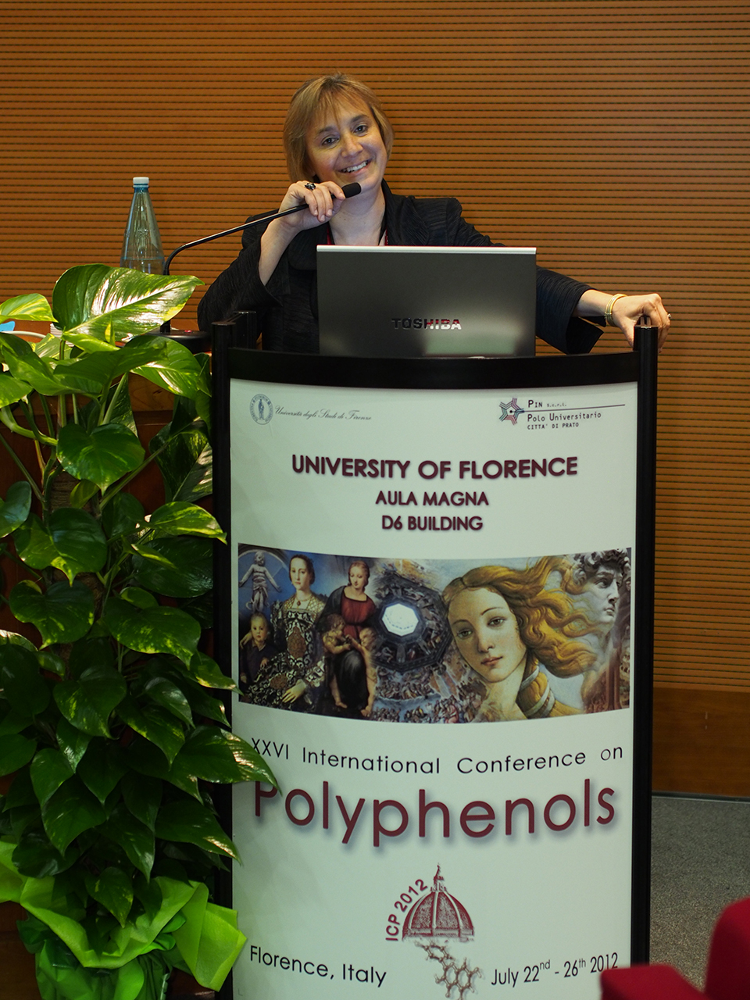 TOSHIBA
Università degli Studi di Firenze
PIN S.c.r.l.
Polo Universitario
CITTA' DI PRATO
UNIVERSITY OF FLORENCE
AULA MAGNA
D6 BUILDING
XXVI International Conference on
Polyphenols
ICP 2012
Florence, Italy
July 22nd - 26th 2012